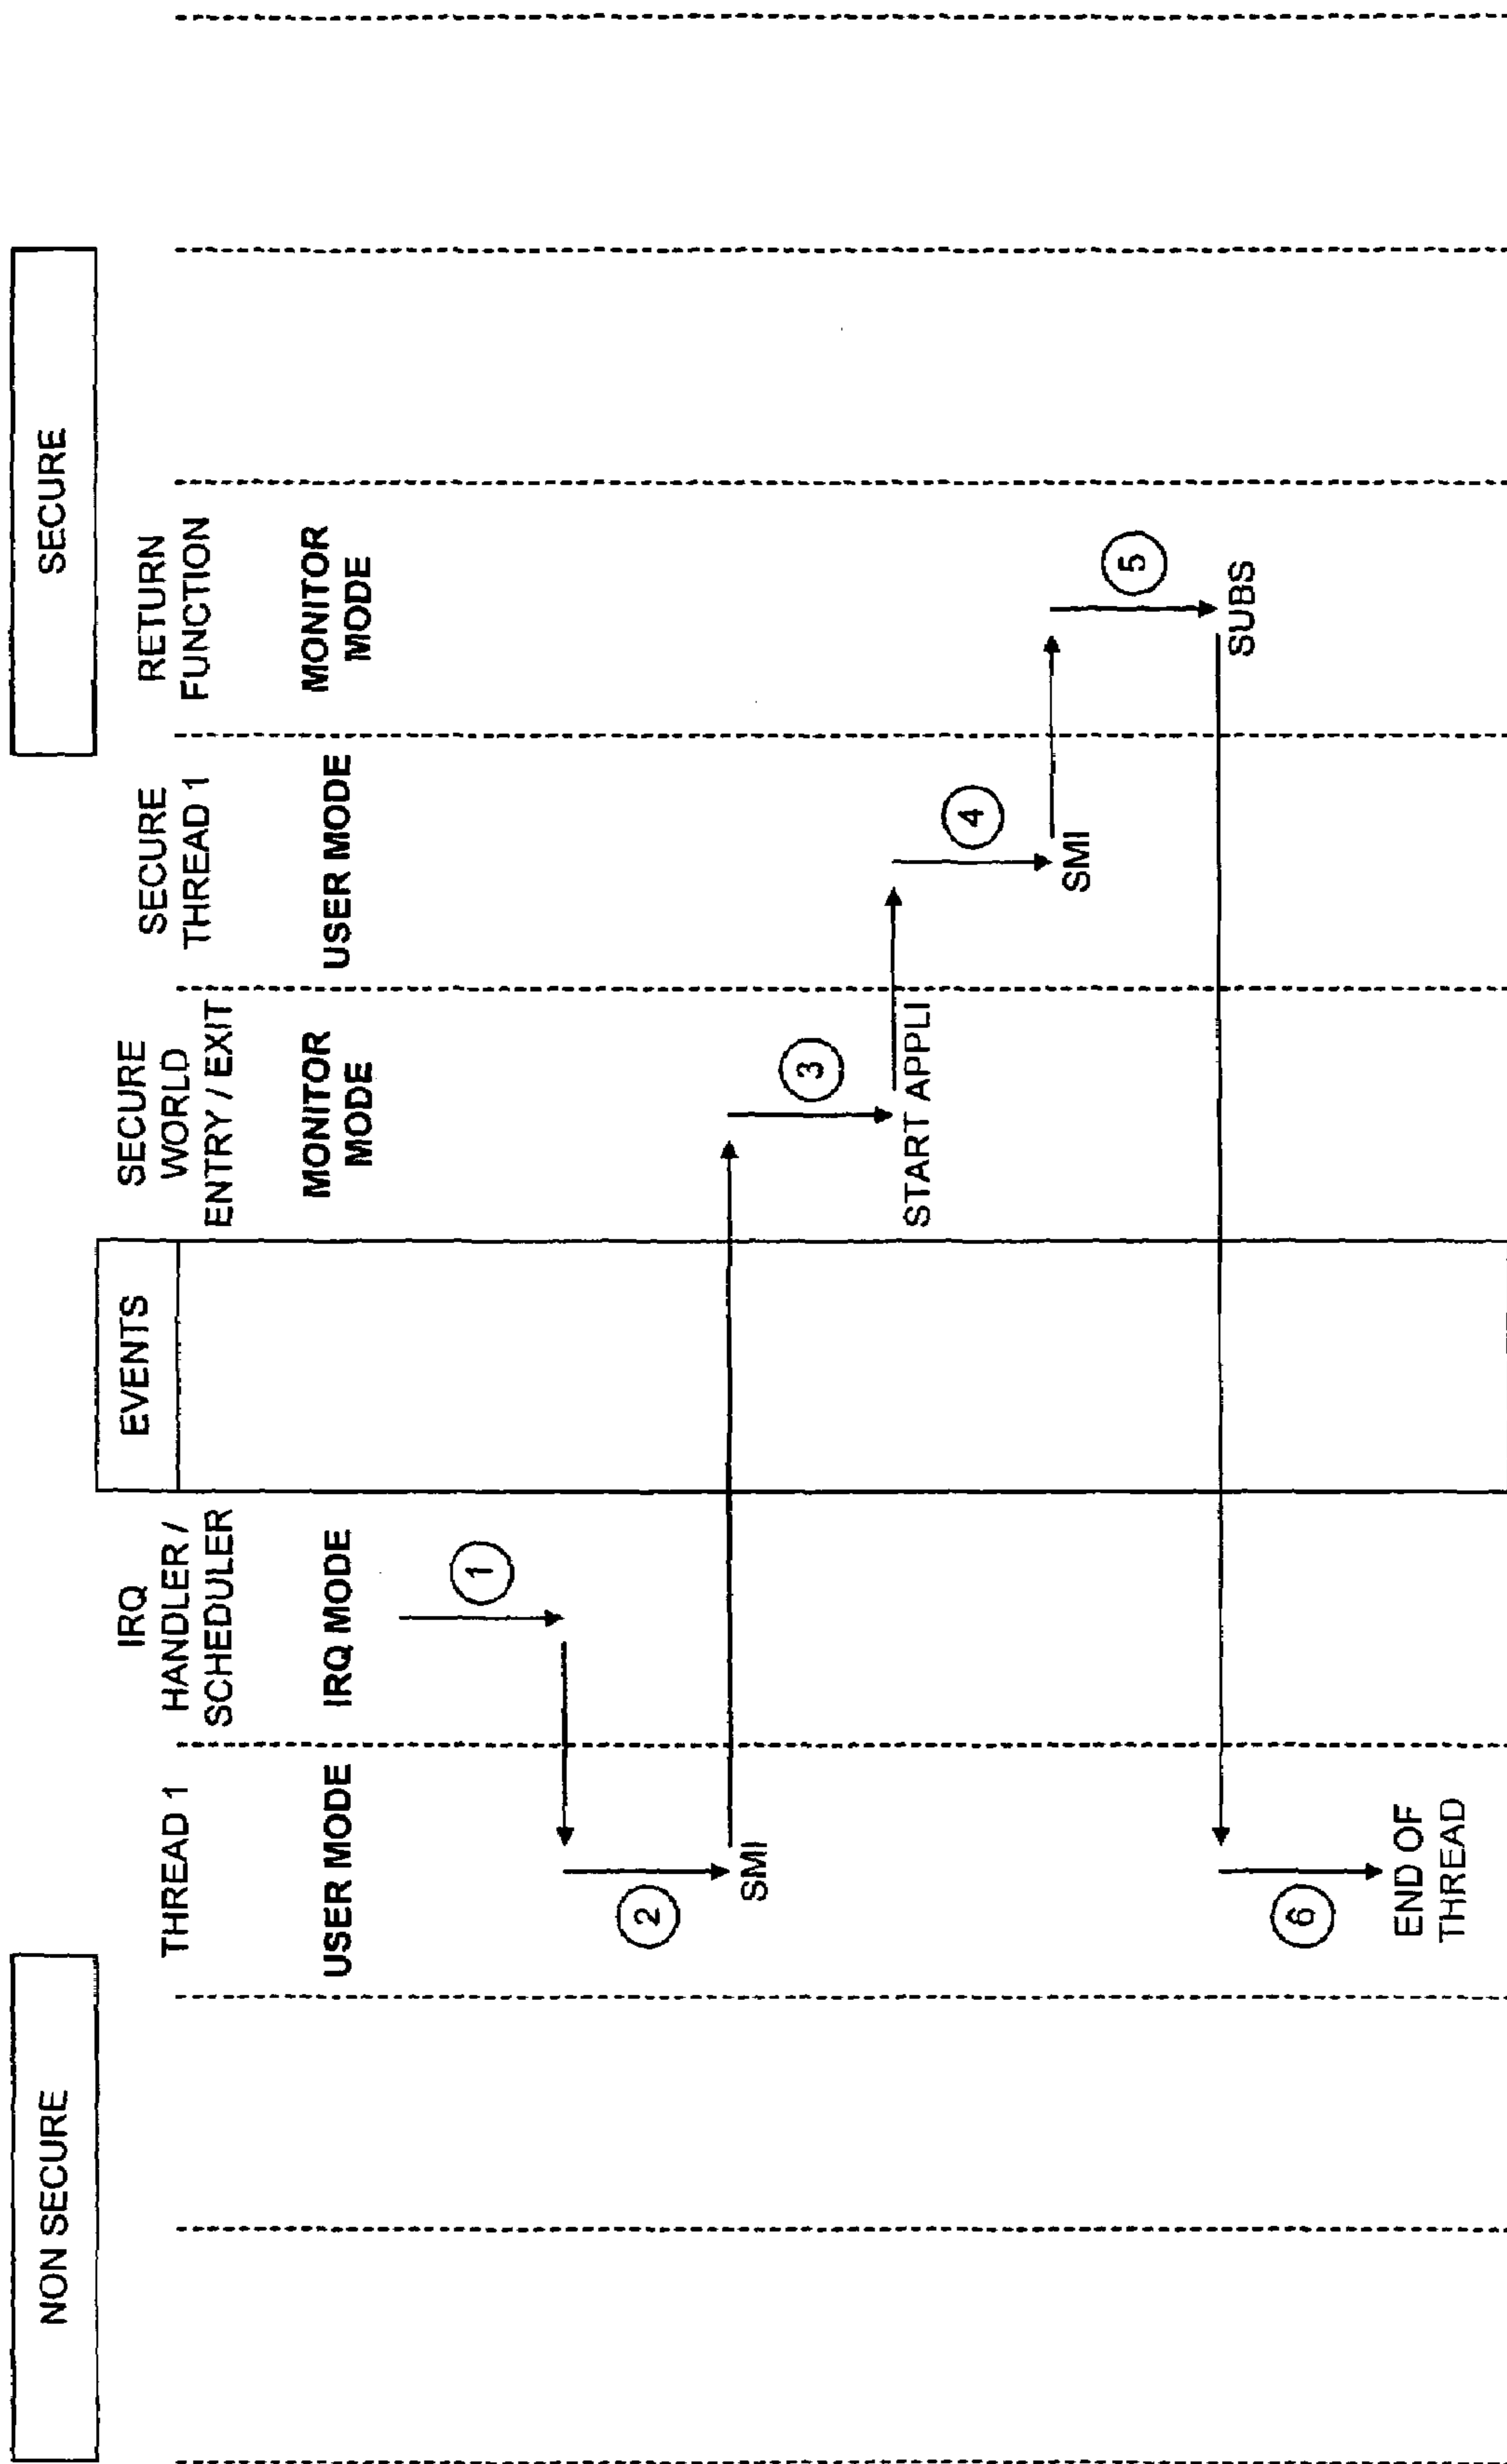 NON SECURE
SECURE
EVENTS
THREAD 1
IRQ
HANDLER /
SCHEDULER
SECURE
WORLD
ENTRY / EXIT
SECURE
THREAD 1
RETURN
FUNCTION
USER MODE
IRQ MODE
MONITOR
MODE
USER MODE
MONITOR
MODE
1
2
SMI
3
START APPLI
4
SMI
5
SUBS
6
END OF
THREAD